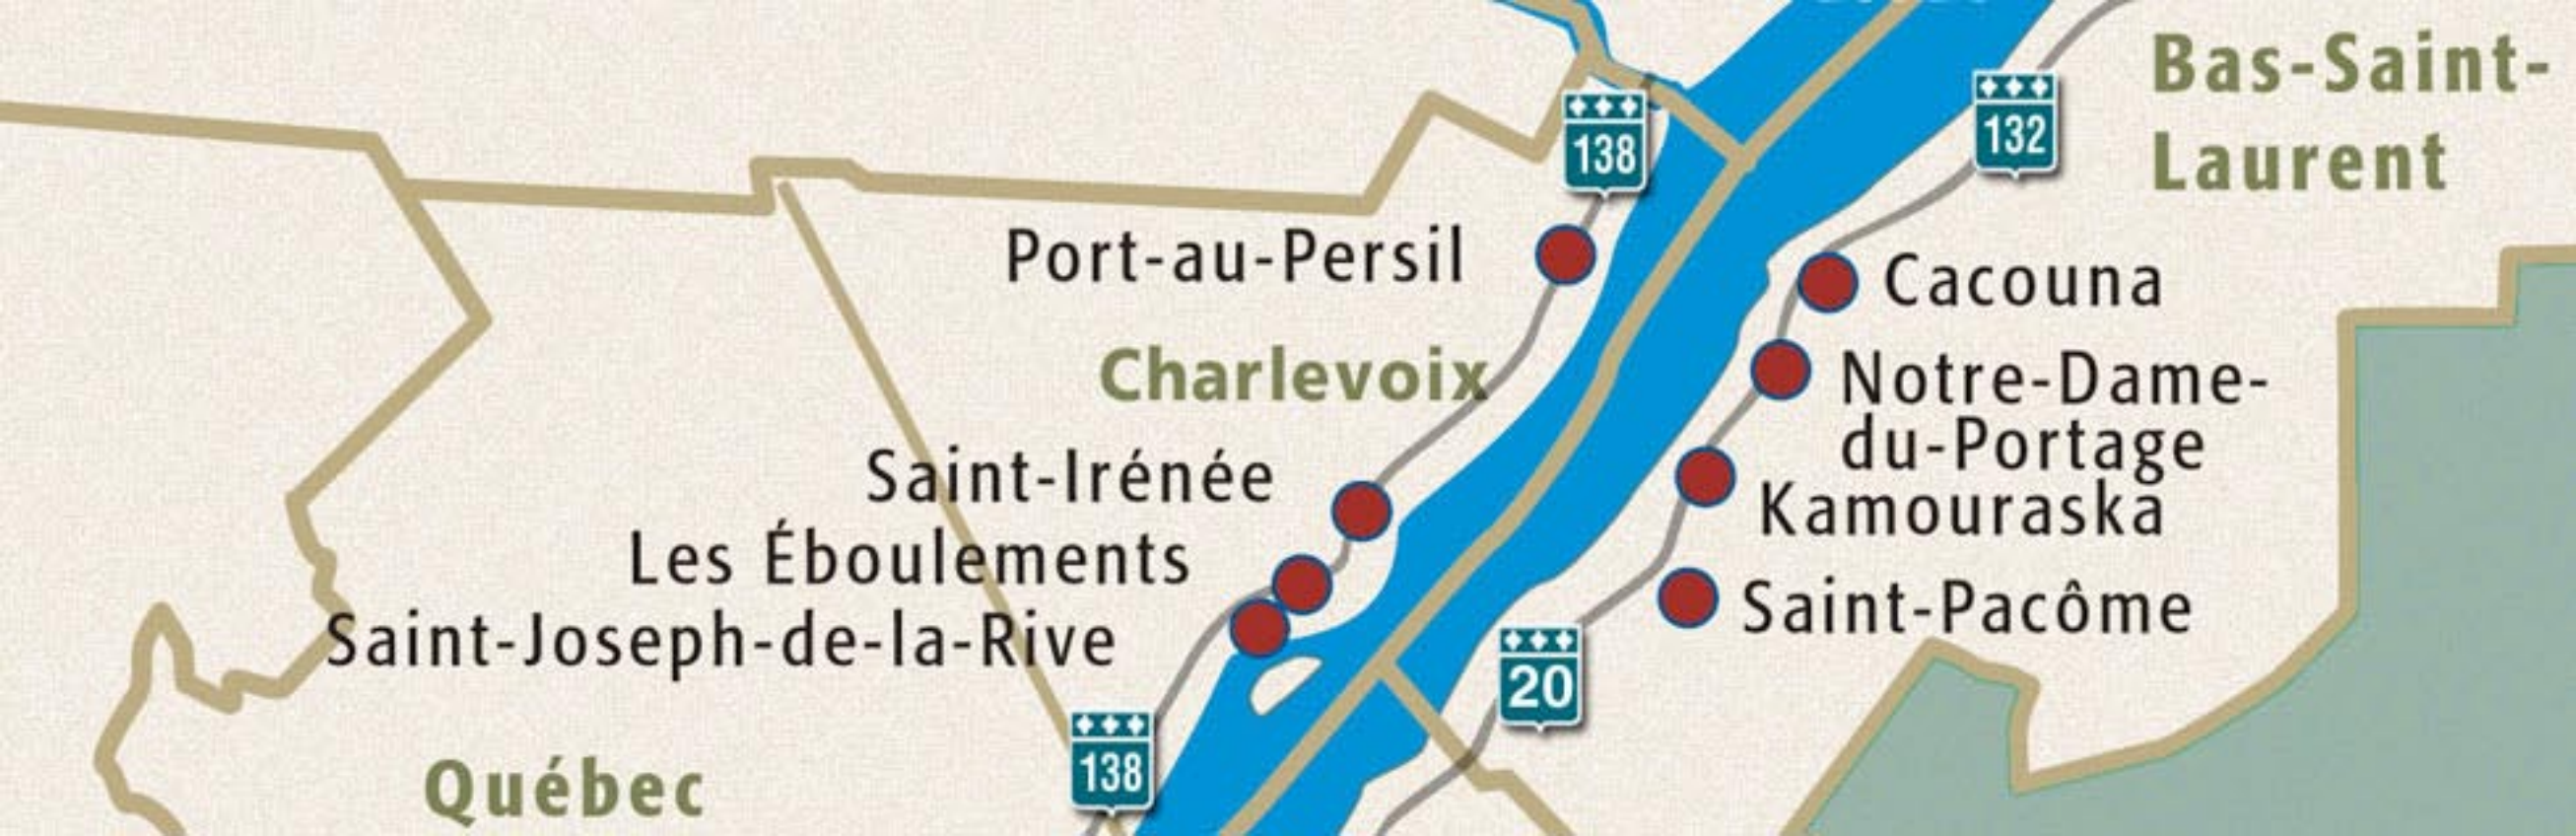 Bas-Saint-
Laurent
132
138
Port-au-Persil
Cacouna
Charlevoix
Notre-Dame-
du-Portage
Saint-Irénée
Kamouraska
Les Éboulements
Saint-Pacôme
Saint-Joseph-de-la-Rive
20
138
Québec